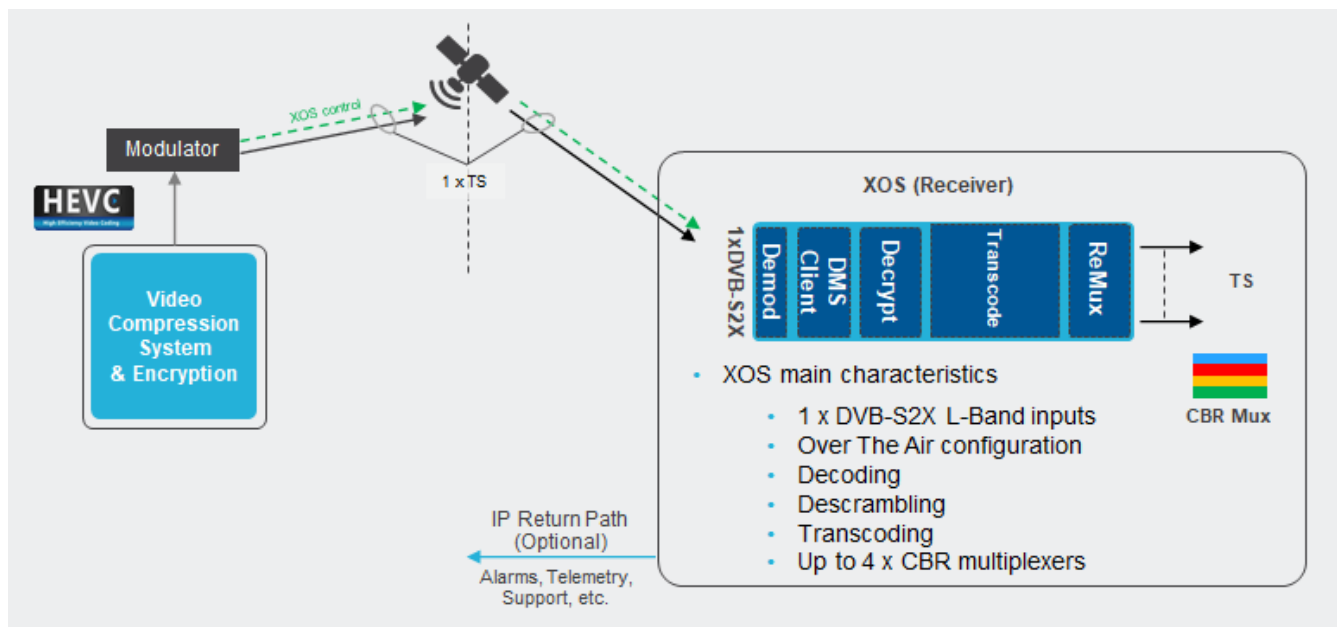 XOS control
Modulator
1 x TS
HEVC
High Efficiency Video Coding
Video
Compression
System
& Encryption
XOS (Receiver)
1xDVB-S2X
Demod
DMS
Client
Decrypt
Transcode
ReMux
TS
CBR Mux
• XOS main characteristics
• 1 x DVB-S2X L-Band inputs
• Over The Air configuration
• Decoding
• Descrambling
• Transcoding
• Up to 4 x CBR multiplexers
IP Return Path
(Optional)
Alarms, Telemetry,
Support, etc.